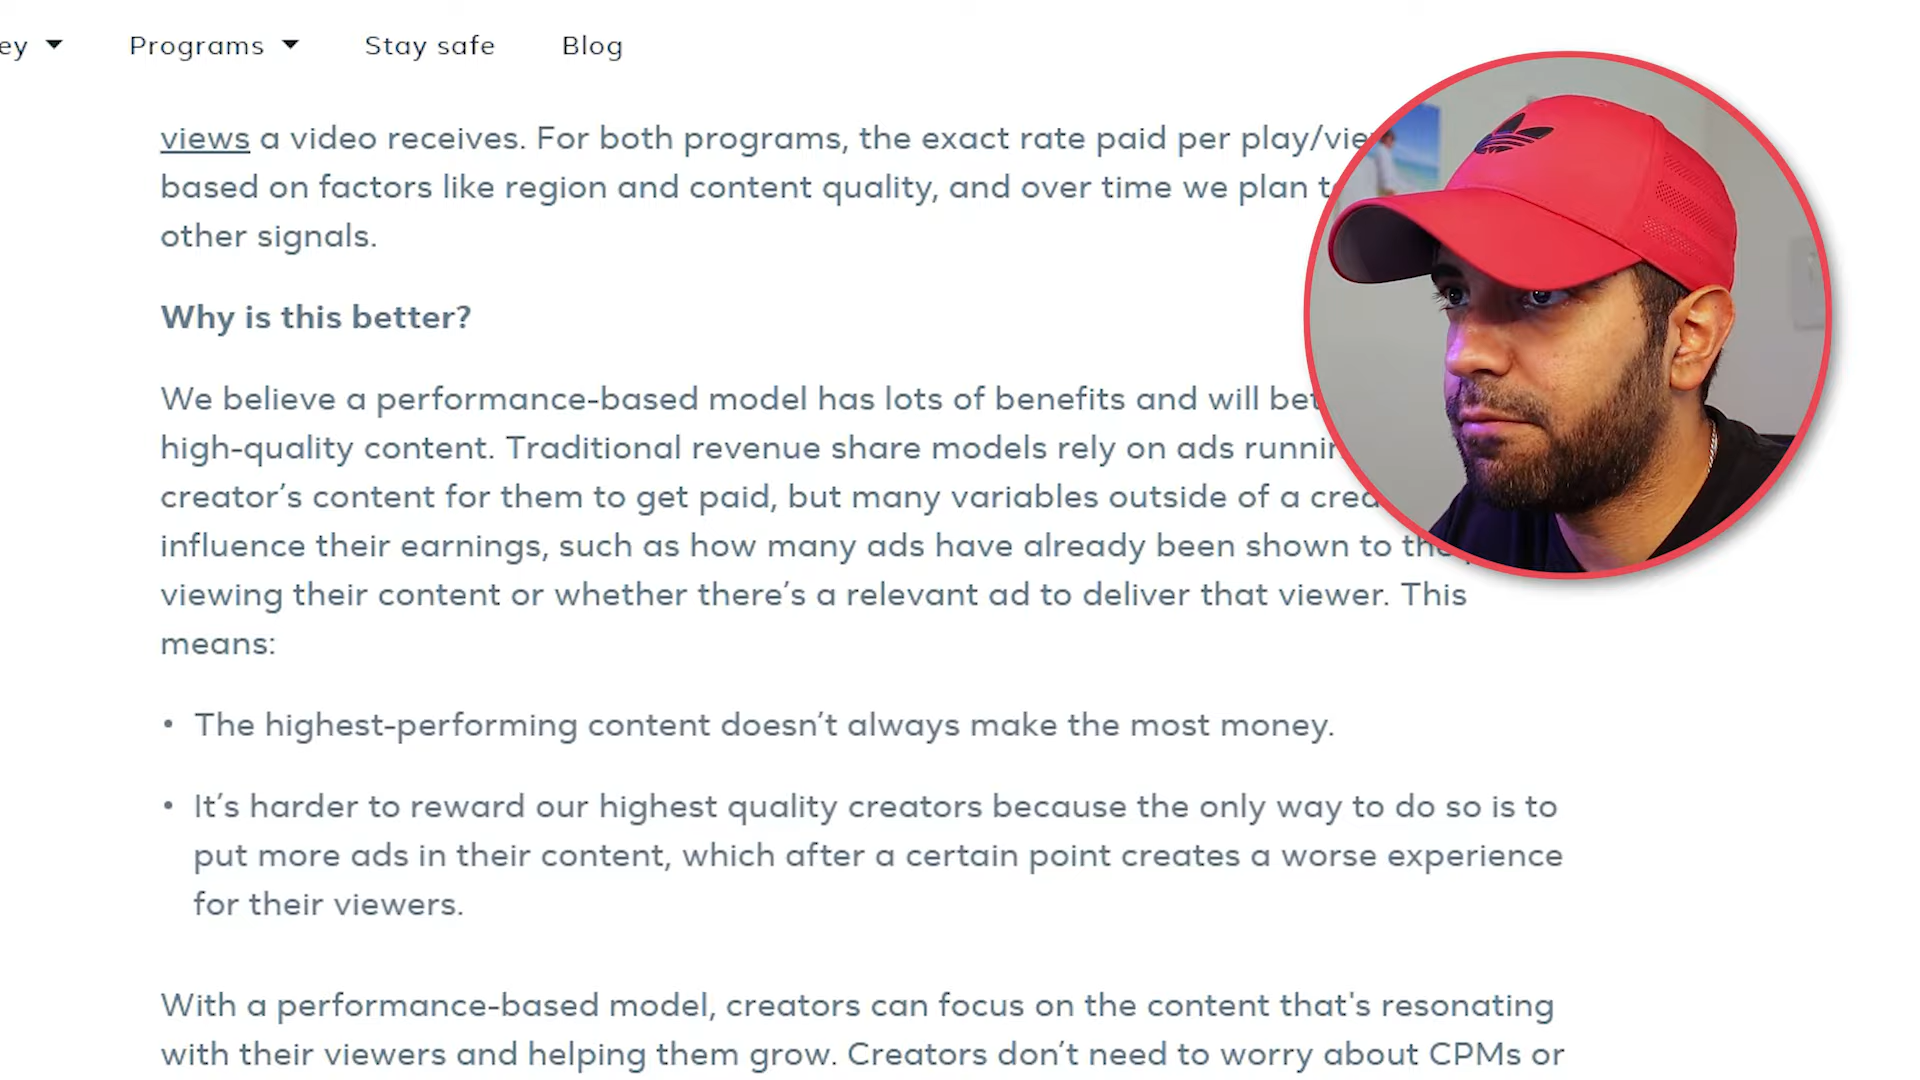 ey Programs Stay safe Blog
views a video receives. For both programs, the exact rate paid per play/vie
based on factors like region and content quality, and over time we plan t
other signals.
Why is this better?
We believe a performance-based model has lots of benefits and will bet
high-quality content. Traditional revenue share models rely on ads runnin
creator’s content for them to get paid, but many variables outside of a crea
influence their earnings, such as how many ads have already been shown to the
viewing their content or whether there’s a relevant ad to deliver that viewer. This
means:
• The highest-performing content doesn’t always make the most money.
• It’s harder to reward our highest quality creators because the only way to do so is to
put more ads in their content, which after a certain point creates a worse experience
for their viewers.
With a performance-based model, creators can focus on the content that's resonating
with their viewers and helping them grow. Creators don’t need to worry about CPMs or